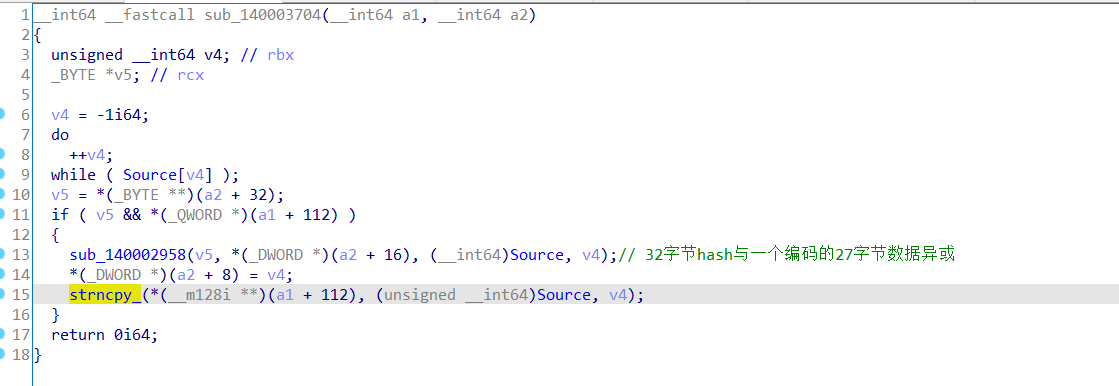 1 __int64 __fastcall sub_140003704(__int64 a1, __int64 a2)
2 {
3 unsigned __int64 v4; // rbx
4 _BYTE *v5; // rcx
5
6 v4 = -1i64;
7 do
8 ++v4;
9 while ( Source[v4] );
10 v5 = *(_BYTE **)(a2 + 32);
11 if ( v5 && *(_QWORD *)(a1 + 112) )
12 {
13 sub_140002958(v5, *(_DWORD *)(a2 + 16), (__int64)Source, v4);// 32字节hash与一个编码的27字节数据异或
14 *(_DWORD *)(a2 + 8) = v4;
15 strncpy_(*(__m128i **)(a1 + 112), (unsigned __int64)Source, v4);
16 }
17 return 0i64;
18 }